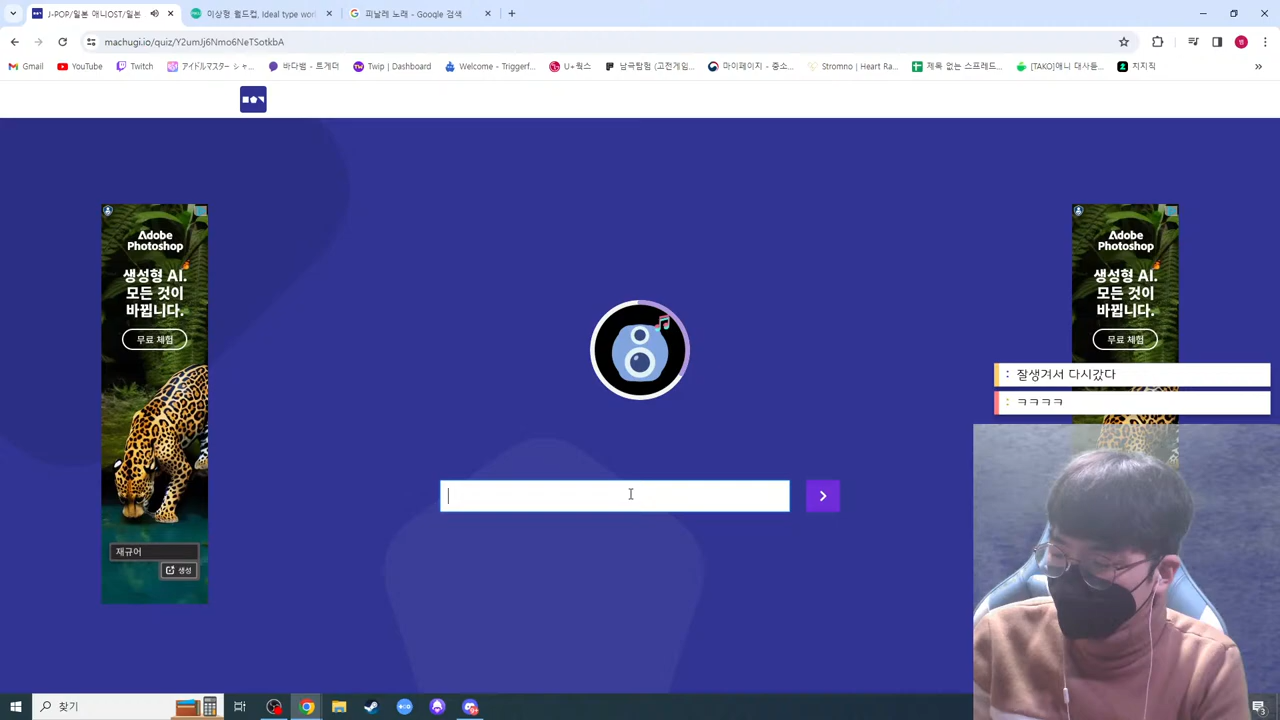 J-POP/일본 애니OST/일본
이상형 월드컵, Ideal type worl
피날레 노래 - Google 검색
machugi.io/quiz/Y2umJj6Nmo6NeTSotkbA
Gmail
YouTube
Twitch
アイドルマスター シャ...
바다뱀 - 트게더
Twip | Dashboard
Welcome - Triggerf...
U+웍스
남극탐험 (고전게임,...
마이페이지 - 중소...
Stromno | Heart Ra...
제목 없는 스프레드...
[TAKO]애니 대사듣...
치지직
Adobe
Photoshop
생성형 AI.
모든 것이
바뀝니다.
무료 체험
재규어
생성
Adobe
Photoshop
생성형 AI.
모든 것이
바뀝니다.
무료 체험
: 잘생겨서 다시갔다
: ㅋㅋㅋㅋ
찾기
3